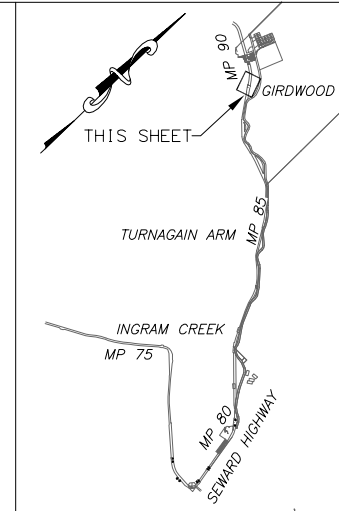 MP 90
GIRDWOOD
THIS SHEET
MP 85
TURNAGAIN ARM
INGRAM CREEK
MP 75
MP 80
SEWARD HIGHWAY